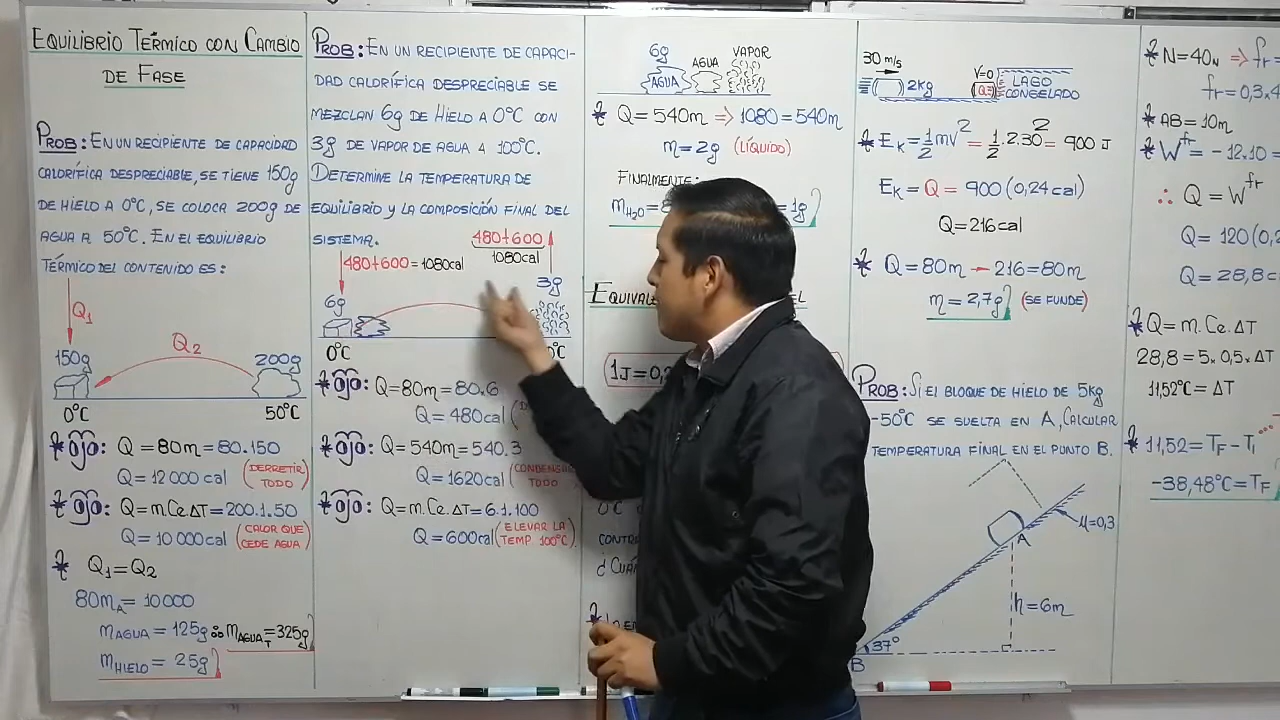 EQUILIBRIO TÉRMICO CON CAMBIO
DE FASE
PROB: EN UN RECIPIENTE DE CAPACIDAD
CALORÍFICA DESPRECIABLE, SE TIENE 150g
DE HIELO A 0°C, SE COLOCA 200g DE
AGUA A 50°C. EN EL EQUILIBRIO
TÉRMICO DEL CONTENIDO ES:
Q1
Q2
150g
200g
0°C
50°C
* OJO: Q = 80m = 80.150
Q = 12000 cal (DERRETIR TODO)
* OJO: Q = m.Ce.ΔT = 200.1.50
Q = 10000 cal (CALOR QUE CEDE AGUA)
* Q1 = Q2
80mA = 10000
mAGUA = 125g ∴ mAGUAT = 325g
mHIELO = 25g
PROB: EN UN RECIPIENTE DE CAPACI-
DAD CALORÍFICA DESPRECIABLE SE
MEZCLAN 6g DE HIELO A 0°C CON
3g DE VAPOR DE AGUA A 100°C.
DETERMINE LA TEMPERATURA DE
EQUILIBRIO Y LA COMPOSICIÓN FINAL DEL
SISTEMA.
480+600
1080cal
480+600 = 1080cal
3g
6g
0°C
* OJO: Q = 80m = 80.6
Q = 480cal
* OJO: Q = 540m = 540.3
Q = 1620cal (CONDENSAR TODO)
* OJO: Q = m.Ce.ΔT = 6.1.100
Q = 600cal (ELEVAR LA TEMP. 100°C)
6g
AGUA
AGUA
VAPOR
* Q = 540m ⇒ 1080 = 540m
m = 2g (LÍQUIDO)
FINALMENTE:
mH2O = 8
= 1g
1J = 0,2
0°C
* 
30 m/s
2kg
V=0
LAGO
CONGELADO
* EK = 1/2 mV² = 1/2 . 2 . 30² = 900 J
EK = Q = 900 (0,24 cal)
Q = 216 cal
* Q = 80m → 216 = 80m
m = 2,7g (SE FUNDE)
PROB: SI EL BLOQUE DE HIELO DE 5kg
-50°C SE SUELTA EN A, CALCULAR
TEMPERATURA FINAL EN EL PUNTO B.
μ=0,3
A
h = 6m
37°
B
* N = 40N ⇒ fr =
fr = 0,3.4
* AB = 10m
* Wfr = -12.10 =
∴ Q = Wfr
Q = 120(0,2
Q = 28,8 c
* Q = m.Ce.ΔT
28,8 = 5.0,5.ΔT
11,52°C = ΔT
* 11,52 = TF - Ti
-38,48°C = TF